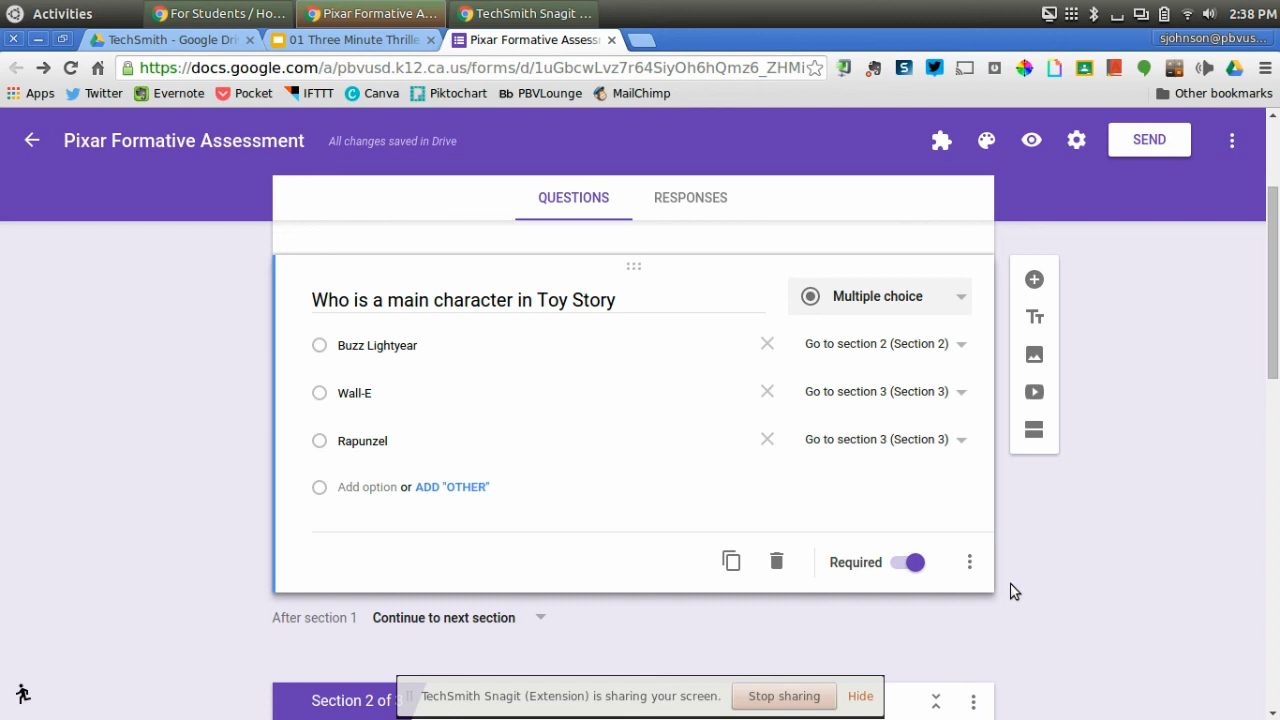 Activities
For Students / Ho...
Pixar Formative A...
TechSmith Snagit ...
2:38 PM
TechSmith - Google Dri
01 Three Minute Thrille
Pixar Formative Assess
sjohnson@pbvus...
https://docs.google.com/a/pbvusd.k12.ca.us/forms/d/1uGbcwLvz7r64SiyOh6hQmz6_ZHMi
Apps
Twitter
Evernote
Pocket
IFTTT
Canva
Piktochart
Bb PBVLounge
MailChimp
Other bookmarks
Pixar Formative Assessment
All changes saved in Drive
SEND
QUESTIONS
RESPONSES
Who is a main character in Toy Story
Multiple choice
Buzz Lightyear
Go to section 2 (Section 2)
Wall-E
Go to section 3 (Section 3)
Rapunzel
Go to section 3 (Section 3)
Add option or ADD "OTHER"
Required
After section 1
Continue to next section
Section 2 of 3
TechSmith Snagit (Extension) is sharing your screen.
Stop sharing
Hide